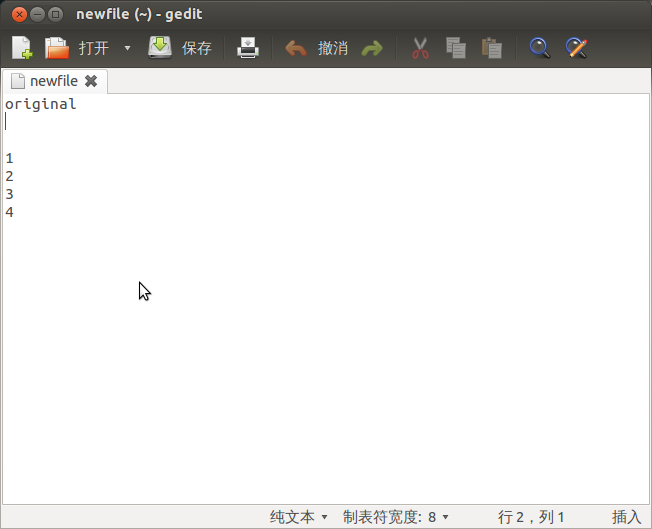 newfile (~) - gedit
打开 保存 撤消
newfile
original
1
2
3
4
纯文本 制表符宽度: 8 行 2，列 1 插入